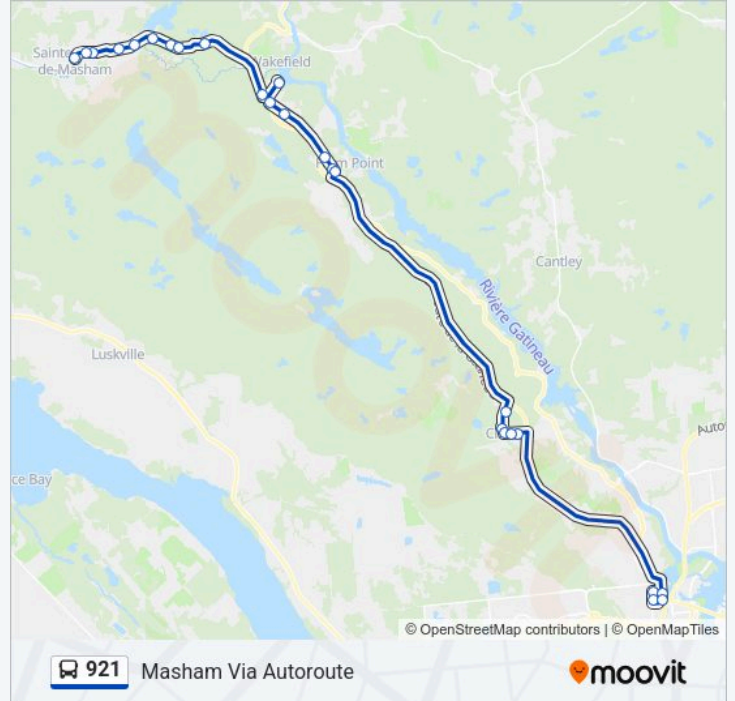 Sainte
de-Masham
Wakefield
Farm Point
Cantley
Rivière Gatineau
Luskville
ce Bay
Auto
© OpenStreetMap contributors | © OpenMapTiles
921
Masham Via Autoroute
moovit